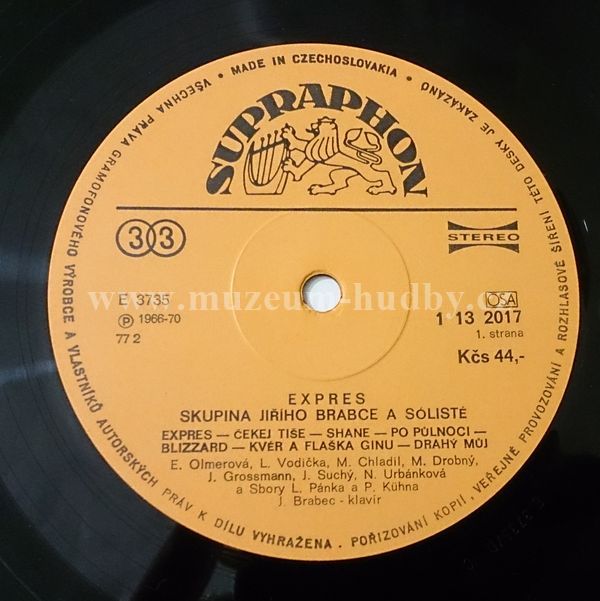 VŠECHNA PRÁVA GRAMOFONOVÉHO VÝROBCE A VLASTNÍKŮ AUTORSKÝCH PRÁV K DÍLU VYHRAŽENA. POŘIZOVÁNÍ KOPIÍ, VEŘEJNÉ PROVOZOVÁNÍ A ROZHLASOVÉ ŠÍŘENÍ TÉTO DESKY JE ZAKÁZÁNO
• MADE IN CZECHOSLOVAKIA •
SUPRAPHON
33
STEREO
www.muzeum-hudby.c
E 3735
Ⓟ 1966-70
77 2
OSA
1 13 2017
1. strana
Kčs 44,-
EXPRES
SKUPINA JIŘÍHO BRABCE A SÓLISTÉ
EXPRES — ČEKEJ TIŠE — SHANE — PO PŮLNOCI —
BLIZZARD — KVÉR A FLAŠKA GINU — DRAHÝ MŮJ
E. Olmerová, L. Vodička, M. Chladil, M. Drobný,
J. Grossmann, J. Suchý, N. Urbánková
a Sbory L. Pánka a P. Kühna
J. Brabec - klavír